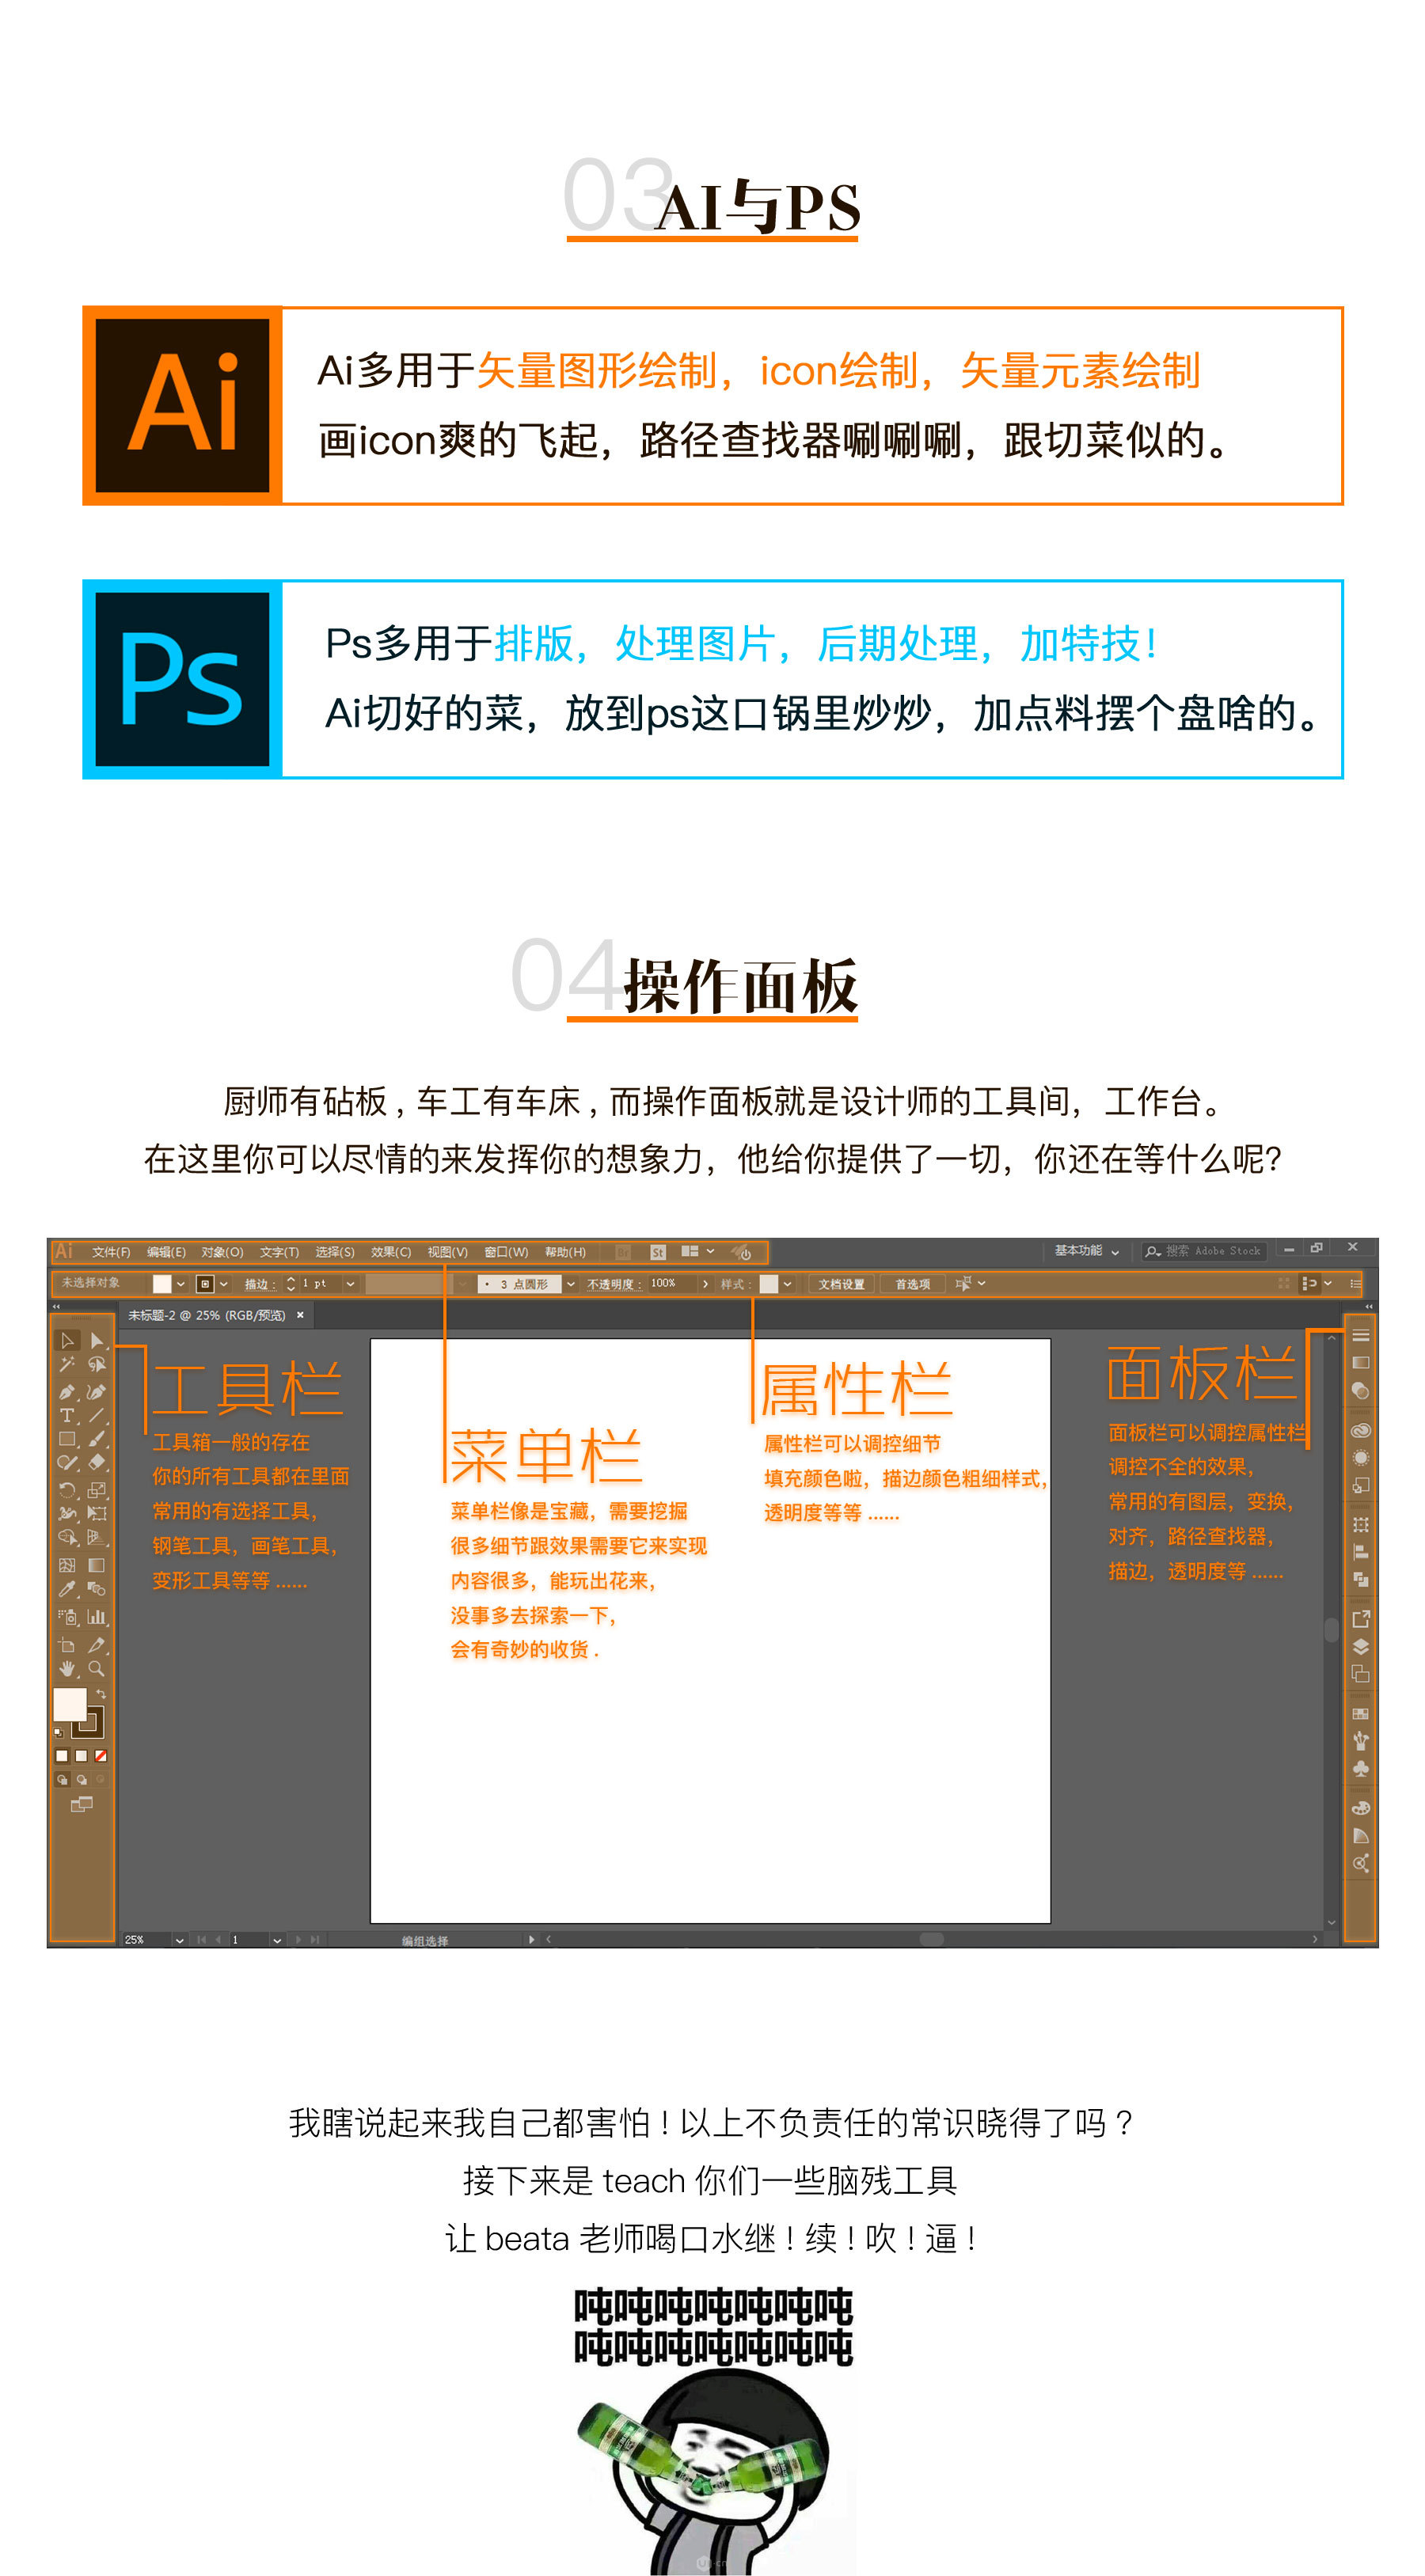 03
AI与PS
Ai
Ai多用于矢量图形绘制，icon绘制，矢量元素绘制
画icon爽的飞起，路径查找器唰唰唰，跟切菜似的。
Ps
Ps多用于排版，处理图片，后期处理，加特技！
Ai切好的菜，放到ps这口锅里炒炒，加点料摆个盘啥的。
04
操作面板
厨师有砧板，车工有车床，而操作面板就是设计师的工具间，工作台。
在这里你可以尽情的来发挥你的想象力，他给你提供了一切，你还在等什么呢？
Ai 文件(F) 编辑(E) 对象(O) 文字(T) 选择(S) 效果(C) 视图(V) 窗口(W) 帮助(H) Br St 基本功能 搜索 Adobe Stock
未选择对象 描边： 1 pt 3 点圆形 不透明度： 100% 样式： 文档设置 首选项
未标题-2 @ 25% (RGB/预览) ×
工具栏
工具箱一般的存在
你的所有工具都在里面
常用的有选择工具，
钢笔工具，画笔工具，
变形工具等等 ......
菜单栏
菜单栏像是宝藏，需要挖掘
很多细节跟效果需要它来实现
内容很多，能玩出花来，
没事多去探索一下，
会有奇妙的收货 .
属性栏
属性栏可以调控细节
填充颜色啦，描边颜色粗细样式，
透明度等等 ......
面板栏
面板栏可以调控属性栏
调控不全的效果，
常用的有图层，变换，
对齐，路径查找器，
描边，透明度等 ......
25% 1 编组选择
我瞎说起来我自己都害怕！以上不负责任的常识晓得了吗？
接下来是 teach 你们一些脑残工具
让 beata 老师喝口水继！续！吹！逼！
吨吨吨吨吨吨吨
吨吨吨吨吨吨吨